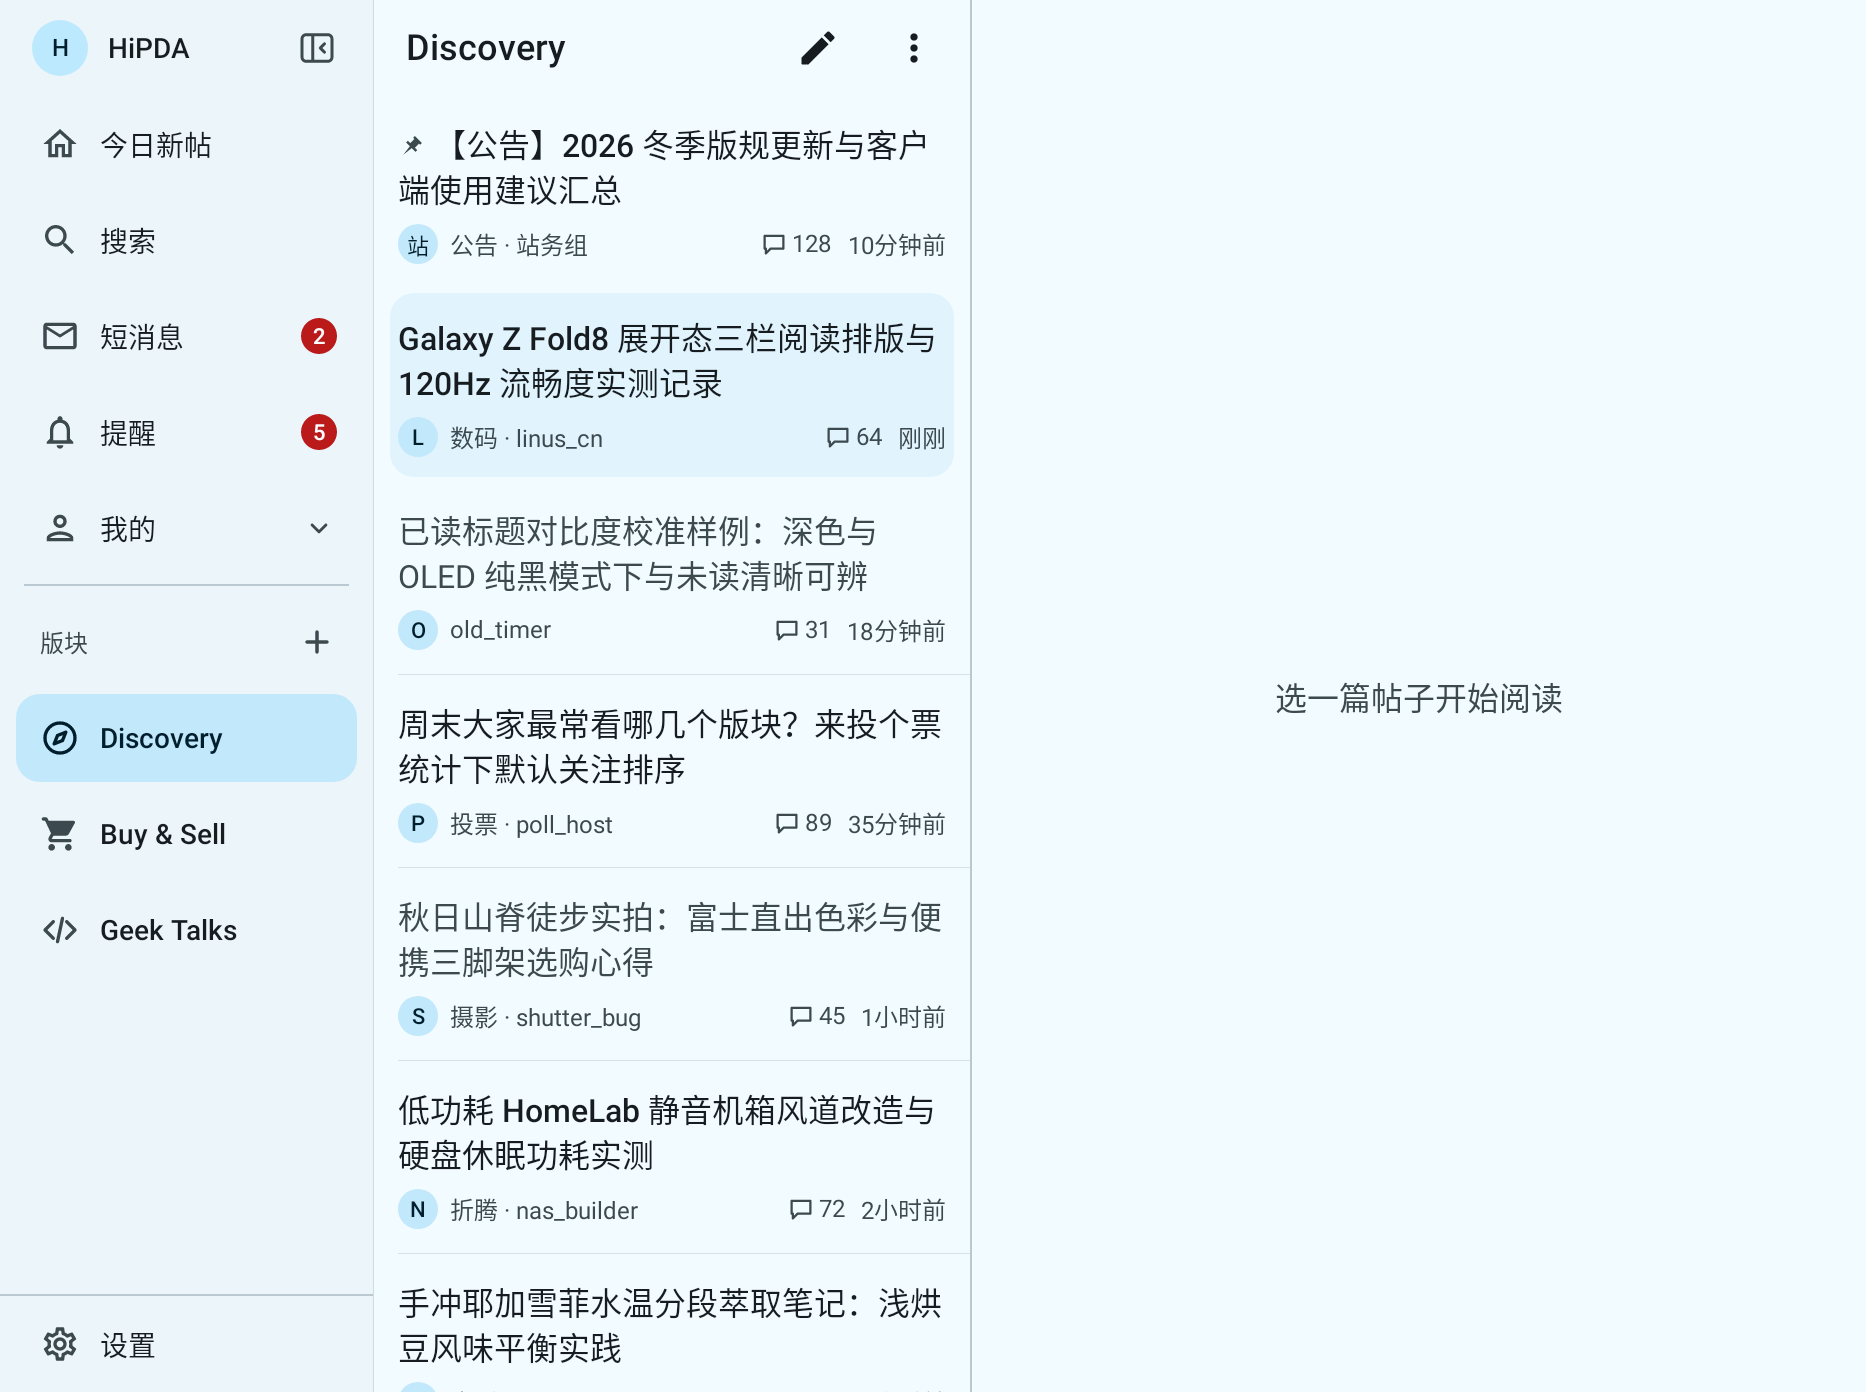 H HiPDA
今日新帖
搜索
短消息 2
提醒 5
我的
版块
Discovery
Buy & Sell
Geek Talks
设置
Discovery
【公告】2026 冬季版规更新与客户
端使用建议汇总
站 公告 · 站务组 128 10分钟前
Galaxy Z Fold8 展开态三栏阅读排版与
120Hz 流畅度实测记录
L 数码 · linus_cn 64 刚刚
已读标题对比度校准样例：深色与
OLED 纯黑模式下与未读清晰可辨
O old_timer 31 18分钟前
周末大家最常看哪几个版块？来投个票
统计下默认关注排序
P 投票 · poll_host 89 35分钟前
秋日山脊徒步实拍：富士直出色彩与便
携三脚架选购心得
S 摄影 · shutter_bug 45 1小时前
低功耗 HomeLab 静音机箱风道改造与
硬盘休眠功耗实测
N 折腾 · nas_builder 72 2小时前
手冲耶加雪菲水温分段萃取笔记：浅烘
豆风味平衡实践
选一篇帖子开始阅读